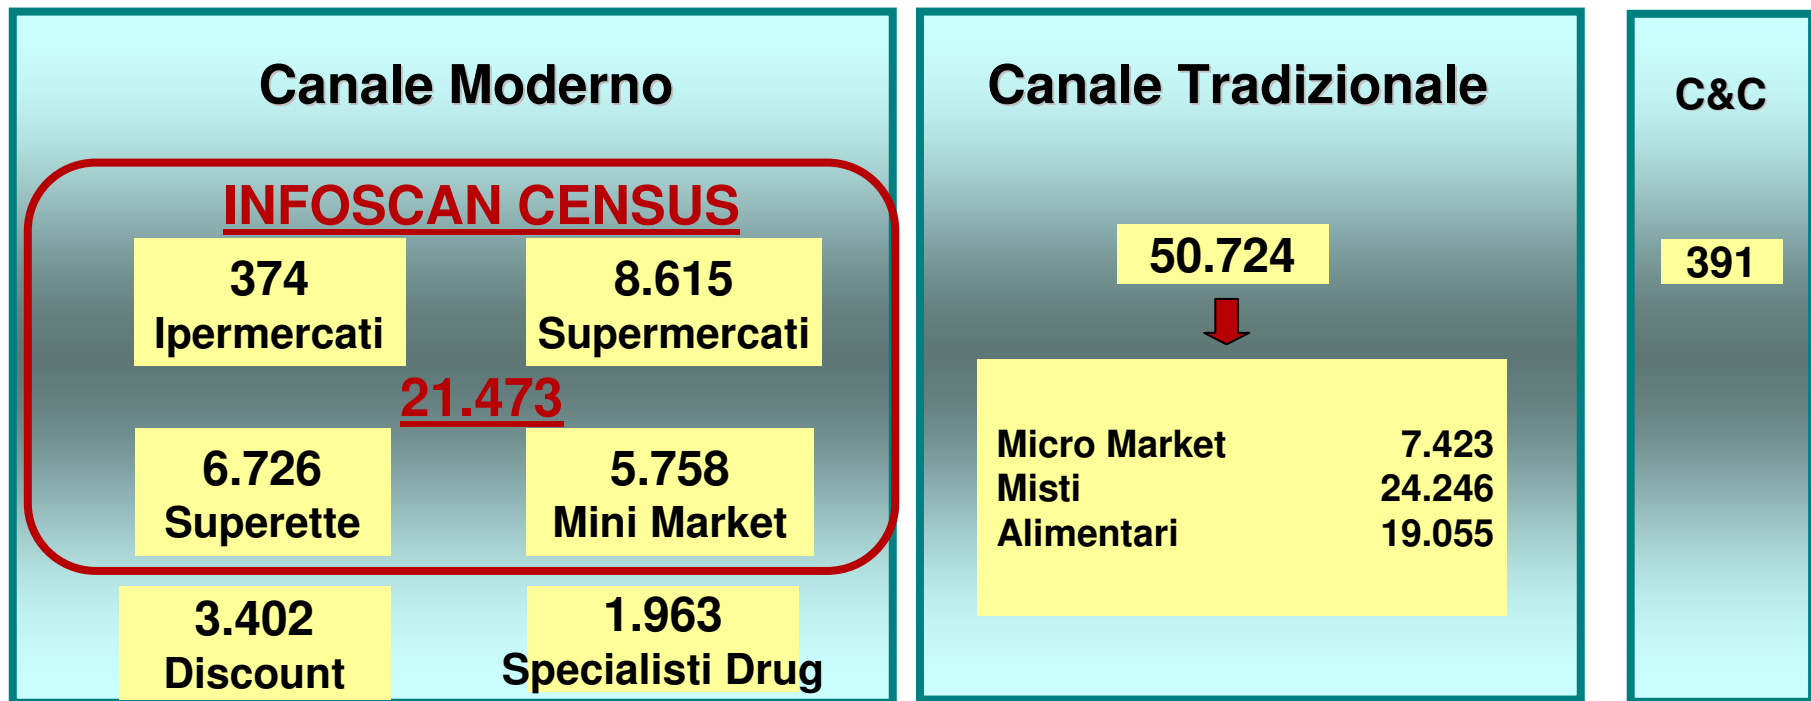 Canale Moderno
INFOSCAN CENSUS
374
Ipermercati
8.615
Supermercati
21.473
6.726
Superette
5.758
Mini Market
3.402
Discount
1.963
Specialisti Drug
Canale Tradizionale
50.724
Micro Market 7.423
Misti 24.246
Alimentari 19.055
C&C
391